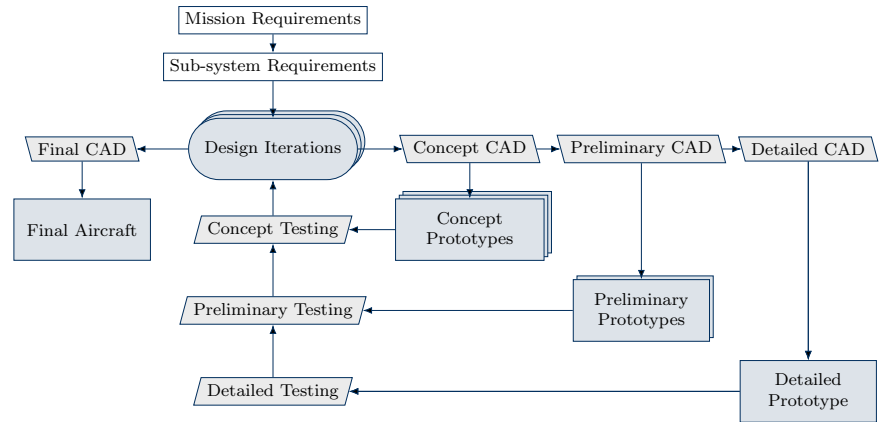 Mission Requirements
Sub-system Requirements
Final CAD
Design Iterations
Concept CAD
Preliminary CAD
Detailed CAD
Final Aircraft
Concept Testing
Concept
Prototypes
Preliminary Testing
Preliminary
Prototypes
Detailed Testing
Detailed
Prototype